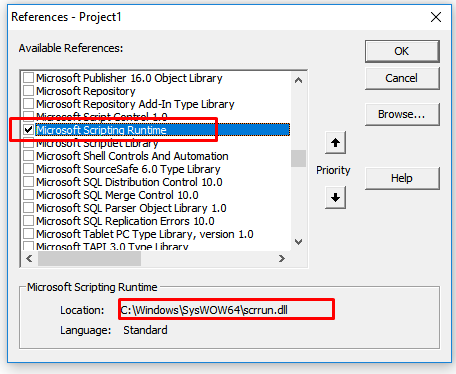 References - Project1
Available References:
OK
Microsoft Publisher 16.0 Object Library
Microsoft Repository
Cancel
Microsoft Repository Add-In Type Library
Microsoft Script Control 1.0
Browse...
Microsoft Scripting Runtime
Microsoft Scriptlet Library
Microsoft Shell Controls And Automation
Microsoft SourceSafe 6.0 Type Library
Priority
Help
Microsoft SQL Distribution Control 10.0
Microsoft SQL Merge Control 10.0
Microsoft SQL Parser Object Library 1.0
Microsoft SQL Replication Errors 10.0
Microsoft Tablet PC Type Library, version 1.0
Microsoft TAPI 3.0 Type Library
Microsoft Scripting Runtime
Location: C:\Windows\SysWOW64\scrrun.dll
Language: Standard